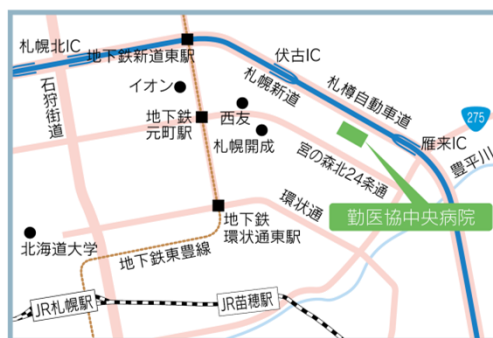 札幌北IC
地下鉄新道東駅
伏古IC
イオン
札幌新道
札樽自動車道
275
石狩街道
地下鉄
元町駅
西友
札幌開成
雁来IC
宮の森北24条通
豊平川
環状通
勤医協中央病院
地下鉄
環状通東駅
北海道大学
地下鉄東豊線
JR札幌駅
JR苗穂駅